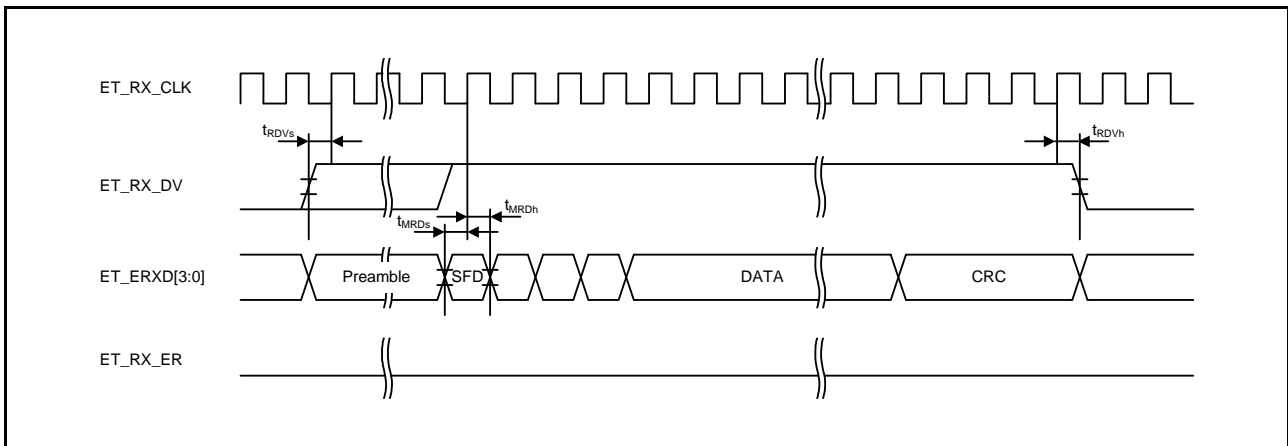 ET_RX_CLK
tRDVs
tRDVh
ET_RX_DV
tMRDs
tMRDh
ET_ERXD[3:0]
Preamble
SFD
DATA
CRC
ET_RX_ER